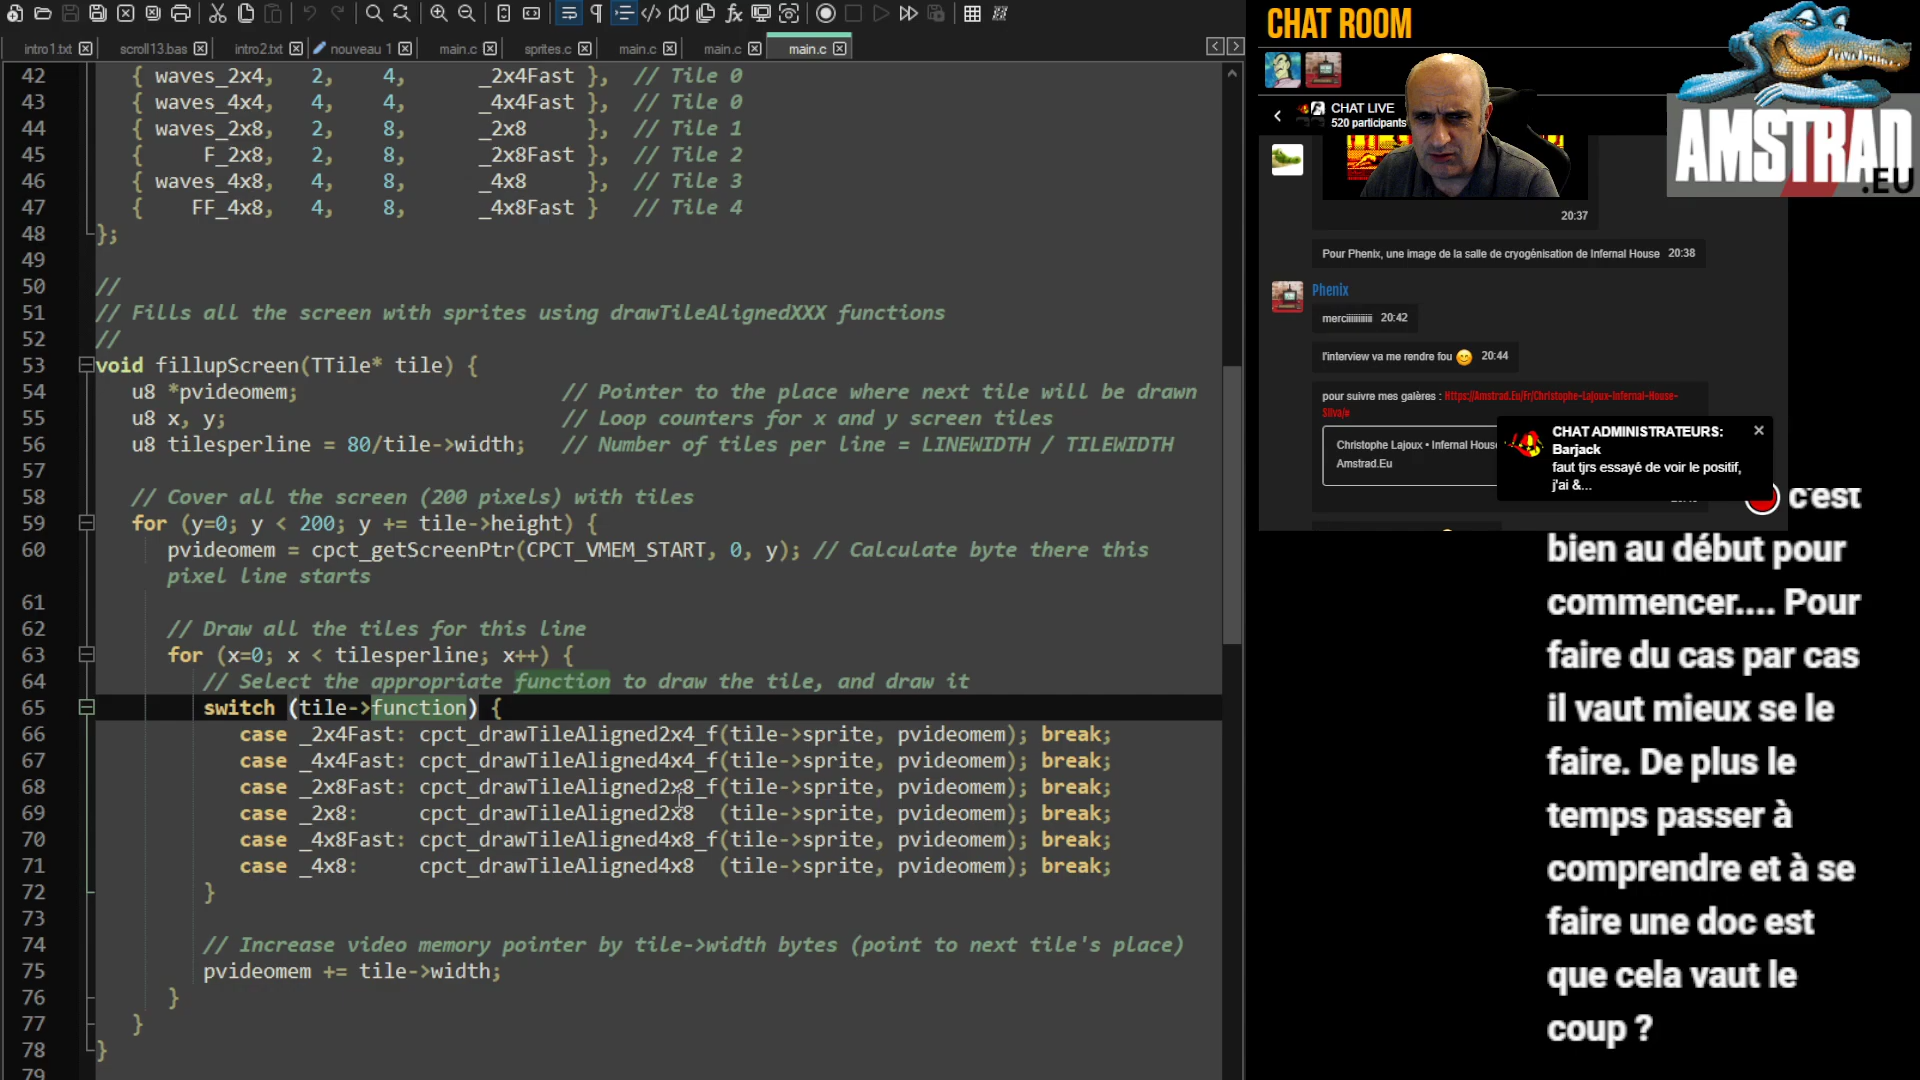 intro1.txt scroll13.bas intro2.txt nouveau 1 main.c sprites.c main.c main.c main.c
42 { waves_2x4, 2, 4, _2x4Fast }, // Tile 0
43 { waves_4x4, 4, 4, _4x4Fast }, // Tile 0
44 { waves_2x8, 2, 8, _2x8 }, // Tile 1
45 { F_2x8, 2, 8, _2x8Fast }, // Tile 2
46 { waves_4x8, 4, 8, _4x8 }, // Tile 3
47 { FF_4x8, 4, 8, _4x8Fast } // Tile 4
48 };
49
50 //
51 // Fills all the screen with sprites using drawTileAlignedXXX functions
52 //
53 void fillupScreen(TTile* tile) {
54 u8 *pvideomem; // Pointer to the place where next tile will be drawn
55 u8 x, y; // Loop counters for x and y screen tiles
56 u8 tilesperline = 80/tile->width; // Number of tiles per line = LINEWIDTH / TILEWIDTH
57
58 // Cover all the screen (200 pixels) with tiles
59 for (y=0; y < 200; y += tile->height) {
60 pvideomem = cpct_getScreenPtr(CPCT_VMEM_START, 0, y); // Calculate byte there this
pixel line starts
61
62 // Draw all the tiles for this line
63 for (x=0; x < tilesperline; x++) {
64 // Select the appropriate function to draw the tile, and draw it
65 switch (tile->function) {
66 case _2x4Fast: cpct_drawTileAligned2x4_f(tile->sprite, pvideomem); break;
67 case _4x4Fast: cpct_drawTileAligned4x4_f(tile->sprite, pvideomem); break;
68 case _2x8Fast: cpct_drawTileAligned2x8_f(tile->sprite, pvideomem); break;
69 case _2x8: cpct_drawTileAligned2x8 (tile->sprite, pvideomem); break;
70 case _4x8Fast: cpct_drawTileAligned4x8_f(tile->sprite, pvideomem); break;
71 case _4x8: cpct_drawTileAligned4x8 (tile->sprite, pvideomem); break;
72 }
73
74 // Increase video memory pointer by tile->width bytes (point to next tile's place)
75 pvideomem += tile->width;
76 }
77 }
78 }
79
CHAT ROOM
CHAT LIVE
520 participants
AMSTRAD
.EU
20:37
Pour Phenix, une image de la salle de cryogénisation de Infernal House 20:38
Phenix
merciiiiiiiiiii 20:42
l'interview va me rendre fou 20:44
pour suivre mes galères : Https://Amstrad.Eu/Fr/Christophe-Lajoux-Infernal-House-
Silva/#
Christophe Lajoux • Infernal House
Amstrad.Eu
CHAT ADMINISTRATEURS:
Barjack
faut tjrs essayé de voir le positif,
j'ai &...
c'est
bien au début pour
commencer.... Pour
faire du cas par cas
il vaut mieux se le
faire. De plus le
temps passer à
comprendre et à se
faire une doc est
que cela vaut le
coup ?